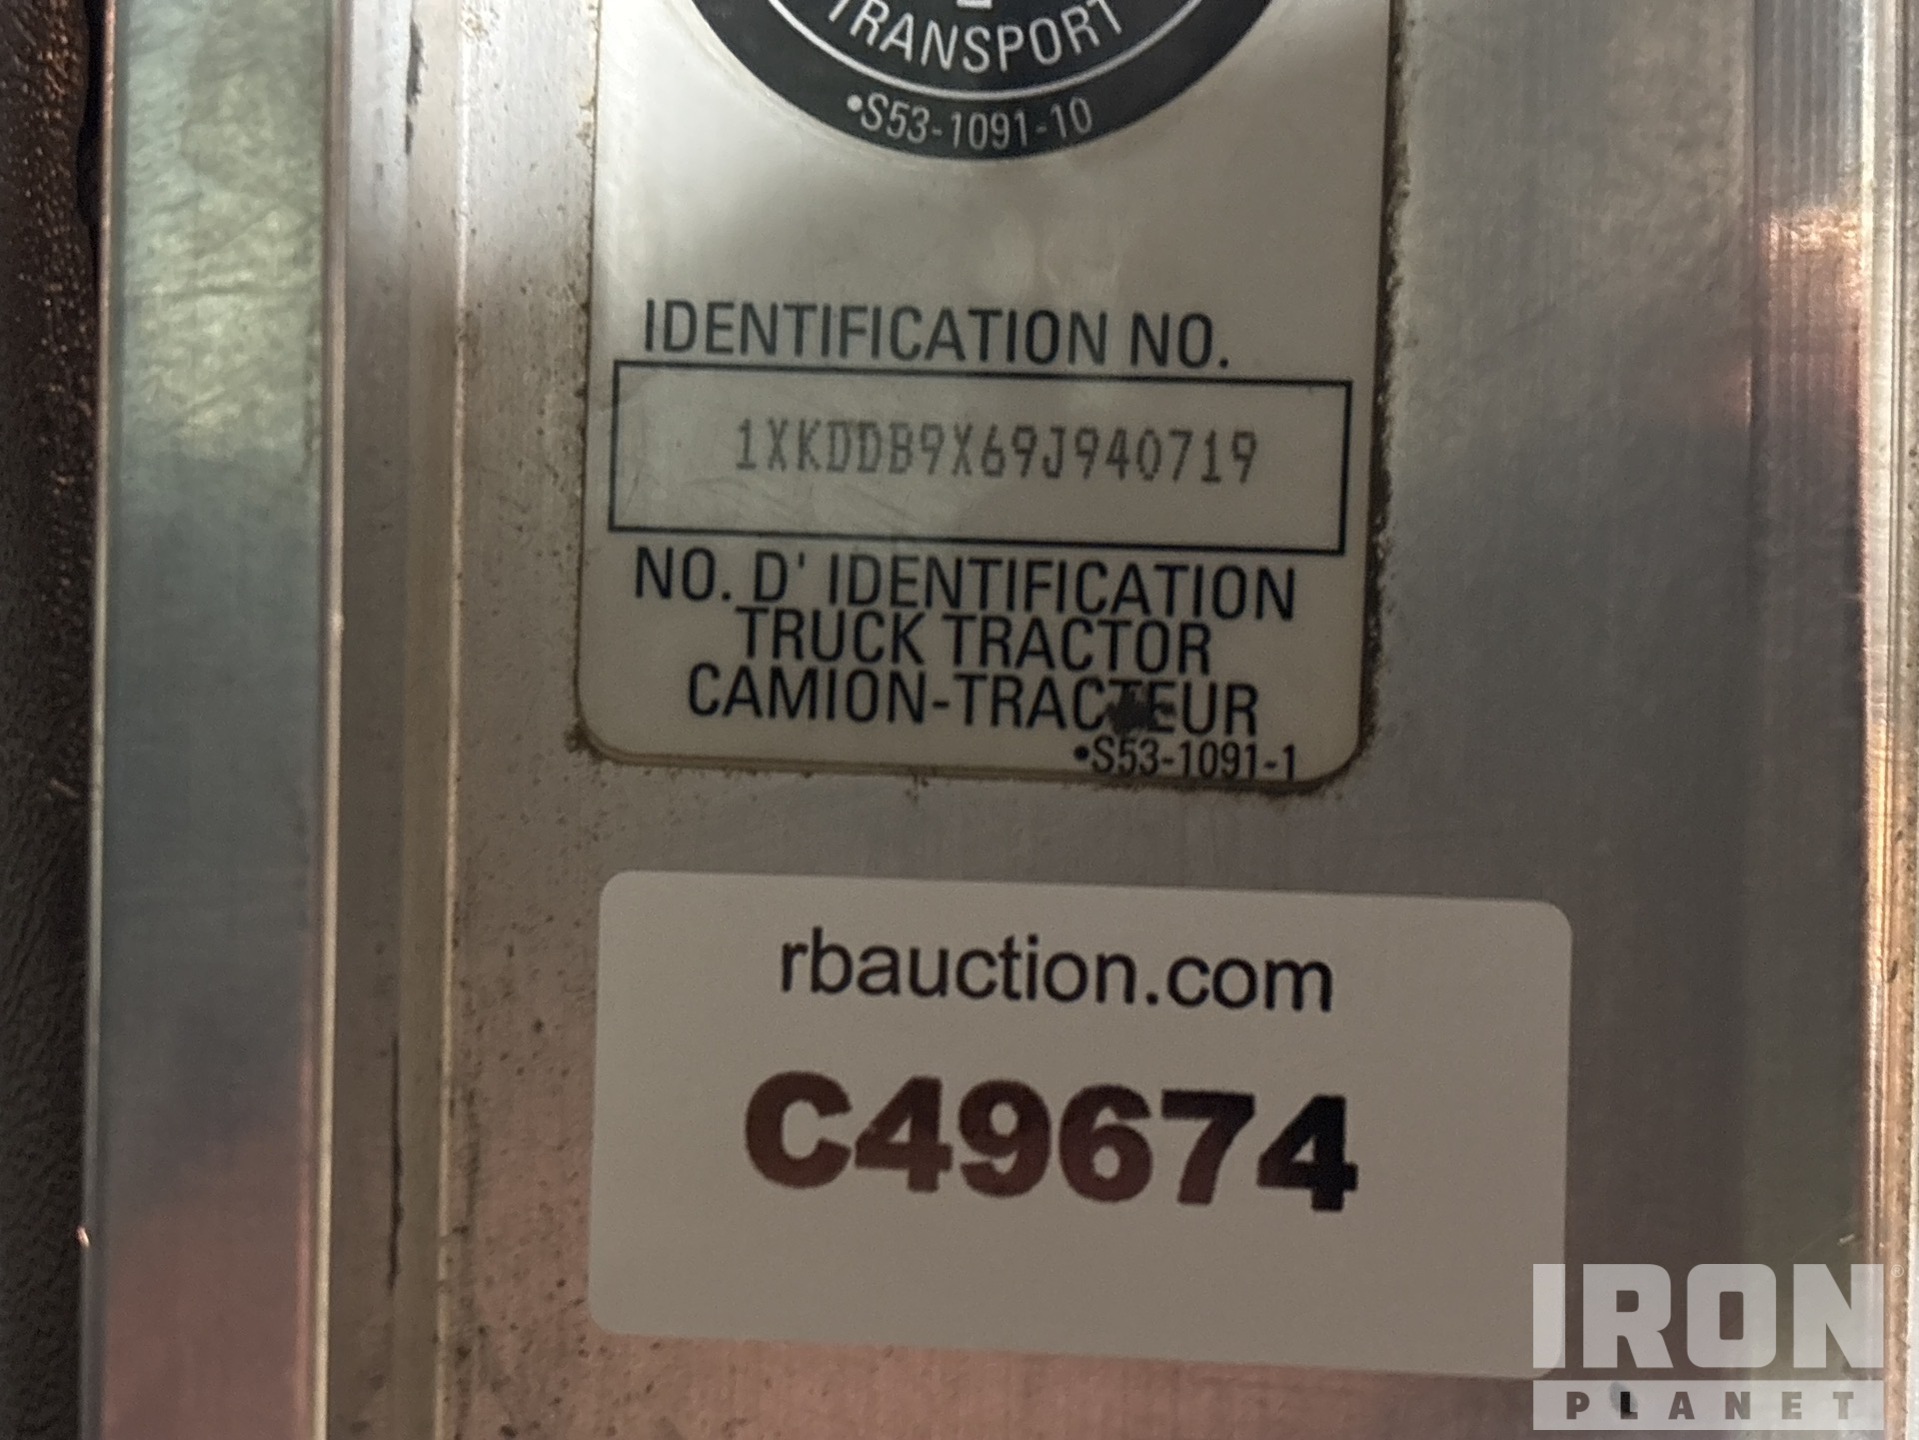 TRANSPORT
•S53-1091-10
IDENTIFICATION NO.
1XKDDB9X69J940719
NO. D' IDENTIFICATION
TRUCK TRACTOR
CAMION-TRACTEUR
•S53-1091-1
rbauction.com
C49674
IRON®
PLANET